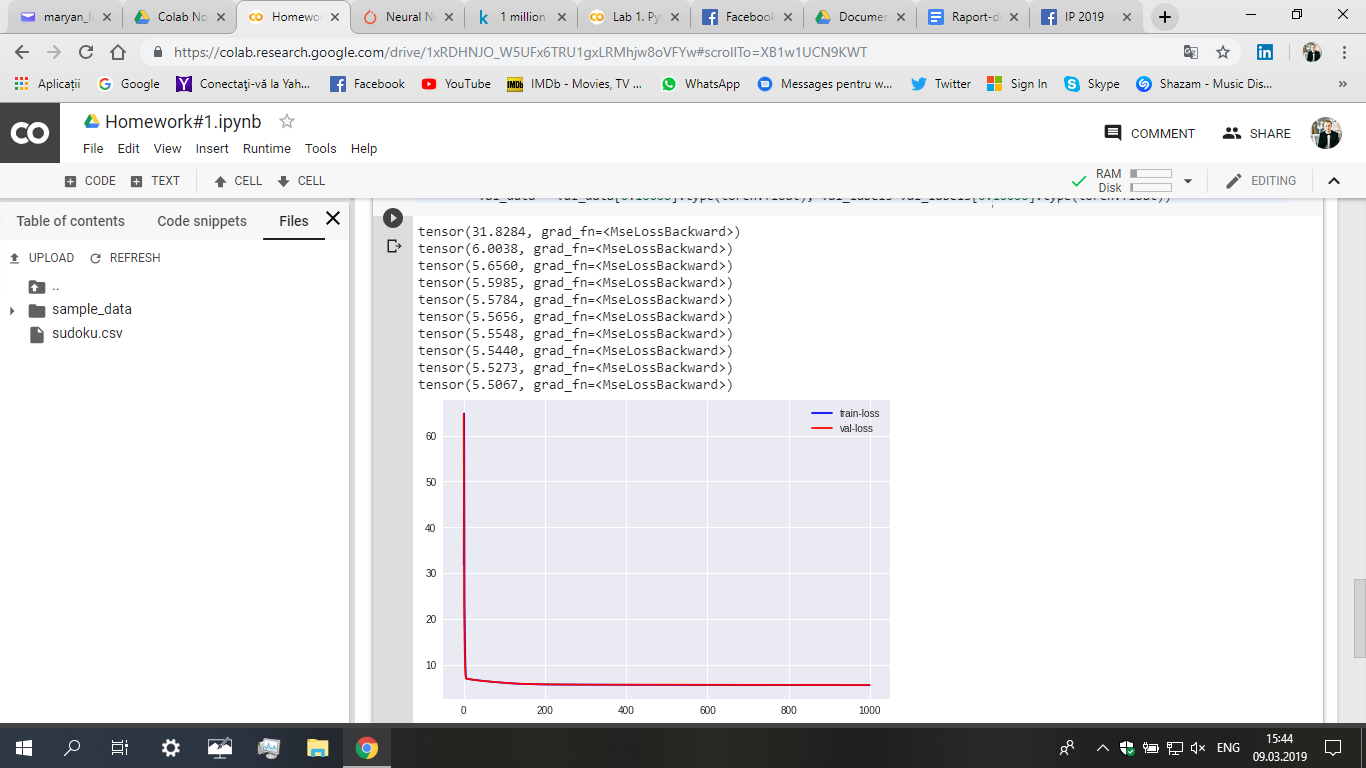 maryan_l
Colab No
Homewor
Neural N
1 million
Lab 1. Py
Facebook
Documen
Raport-d
IP 2019
https://colab.research.google.com/drive/1xRDHNJO_W5UFx6TRU1gxLRMhjw8oVFYw#scrollTo=XB1w1UCN9KWT
Aplicații Google Conectaţi-vă la Yah... Facebook YouTube IMDb - Movies, TV ... WhatsApp Messages pentru w... Twitter Sign In Skype Shazam - Music Dis... »
CO Homework#1.ipynb
COMMENT SHARE
File Edit View Insert Runtime Tools Help
CODE TEXT CELL CELL RAM Disk EDITING
Table of contents Code snippets Files
UPLOAD REFRESH
..
sample_data
sudoku.csv
tensor(31.8284, grad_fn=<MseLossBackward>)
tensor(6.0038, grad_fn=<MseLossBackward>)
tensor(5.6560, grad_fn=<MseLossBackward>)
tensor(5.5985, grad_fn=<MseLossBackward>)
tensor(5.5784, grad_fn=<MseLossBackward>)
tensor(5.5656, grad_fn=<MseLossBackward>)
tensor(5.5548, grad_fn=<MseLossBackward>)
tensor(5.5440, grad_fn=<MseLossBackward>)
tensor(5.5273, grad_fn=<MseLossBackward>)
tensor(5.5067, grad_fn=<MseLossBackward>)
train-loss
val-loss
60
50
40
30
20
10
0 200 400 600 800 1000
ENG
15:44
09.03.2019